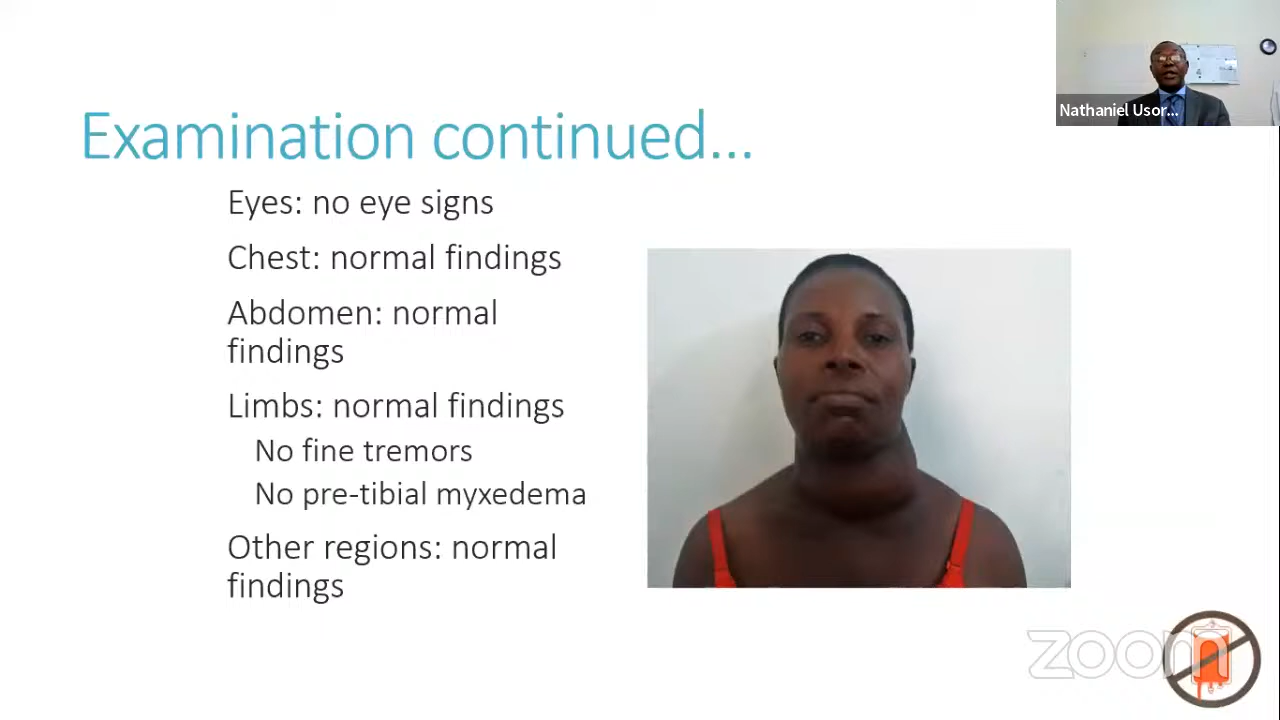 Nathaniel Usor...
Examination continued...
Eyes: no eye signs
Chest: normal findings
Abdomen: normal
findings
Limbs: normal findings
No fine tremors
No pre-tibial myxedema
Other regions: normal
findings
zoom